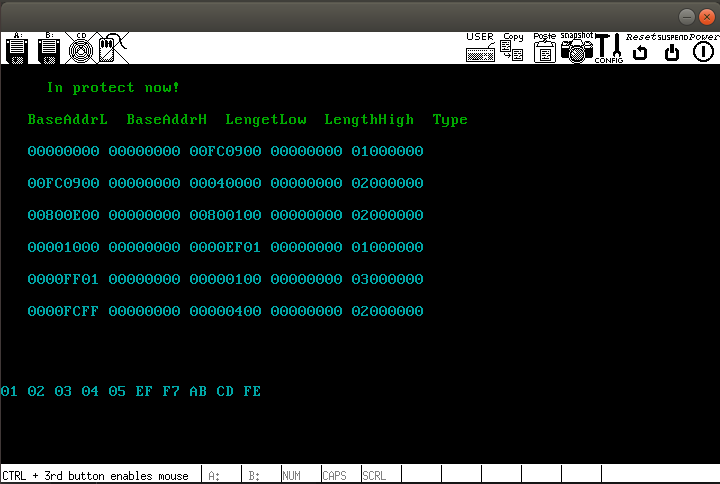 A: B: CD USER Copy Paste snapshot CONFIG Reset SUSPEND Power
In protect now!
BaseAddrL BaseAddrH LengetLow LengthHigh Type
00000000 00000000 00FC0900 00000000 01000000
00FC0900 00000000 00040000 00000000 02000000
00800E00 00000000 00800100 00000000 02000000
00001000 00000000 0000EF01 00000000 01000000
0000FF01 00000000 00000100 00000000 03000000
0000FCFF 00000000 00000400 00000000 02000000
01 02 03 04 05 EF F7 AB CD FE
CTRL + 3rd button enables mouse A: B: NUM CAPS SCRL